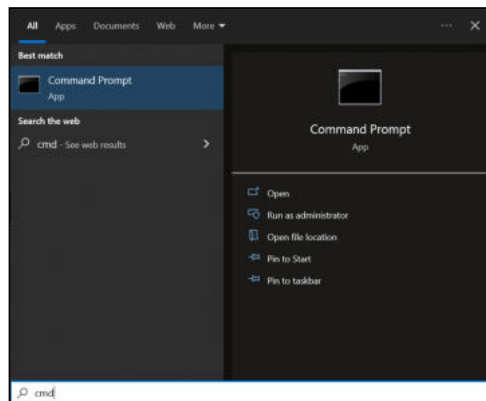 All Apps Documents Web More
Best match
Command Prompt
App
Search the web
cmd - See web results
Command Prompt
App
Open
Run as administrator
Open file location
Pin to Start
Pin to taskbar
cmd